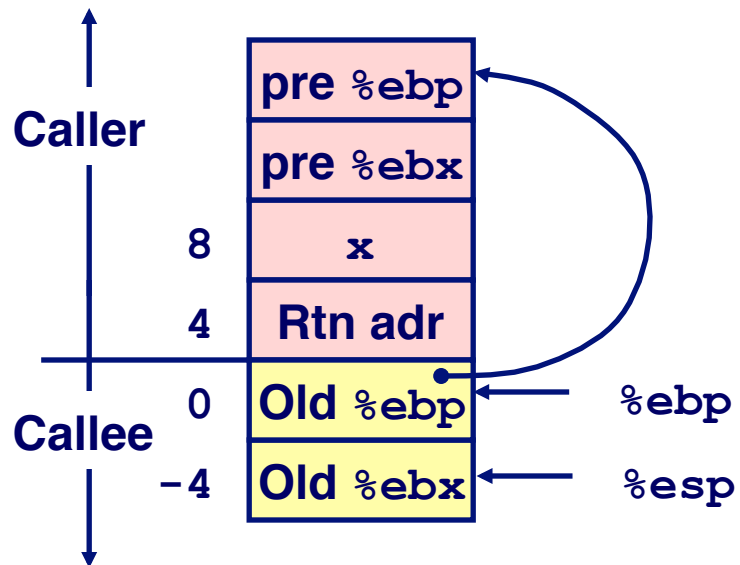 pre %ebp
Caller
pre %ebx
8 x
4 Rtn adr
0 Old %ebp %ebp
Callee
-4 Old %ebx %esp